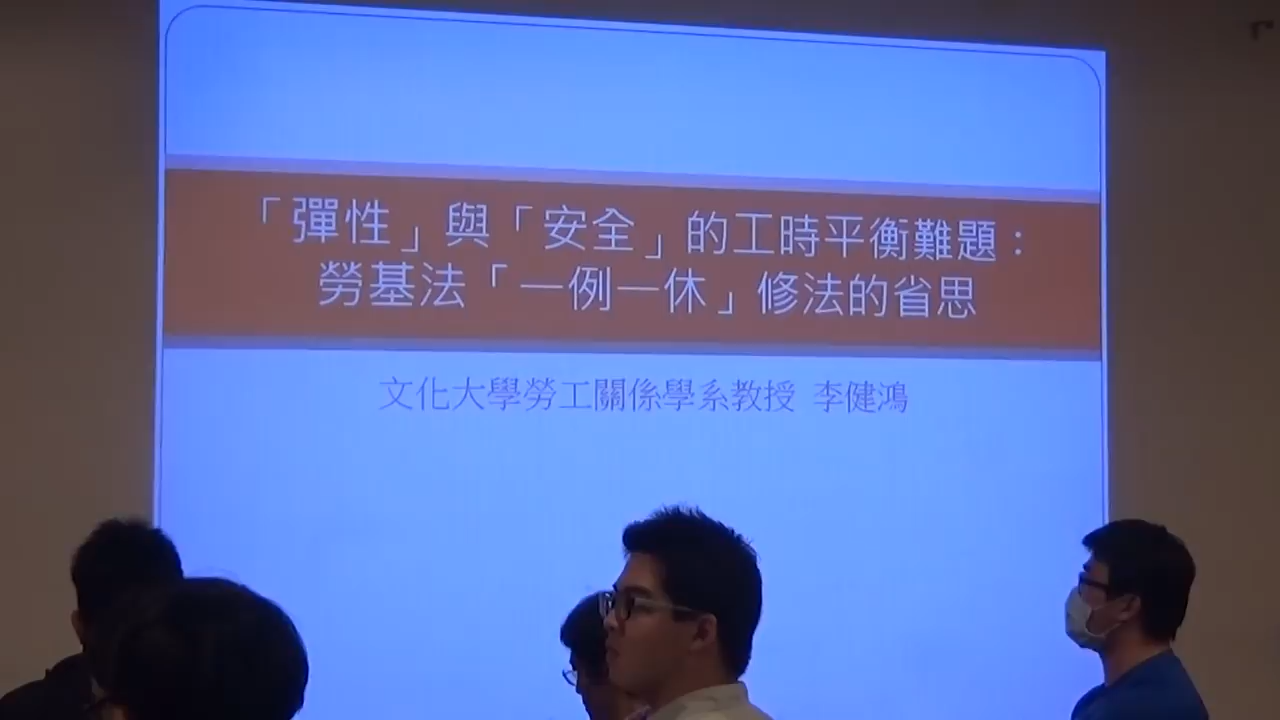 「彈性」與「安全」的工時平衡難題：
勞基法「一例一休」修法的省思
文化大學勞工關係學系教授 李健鴻